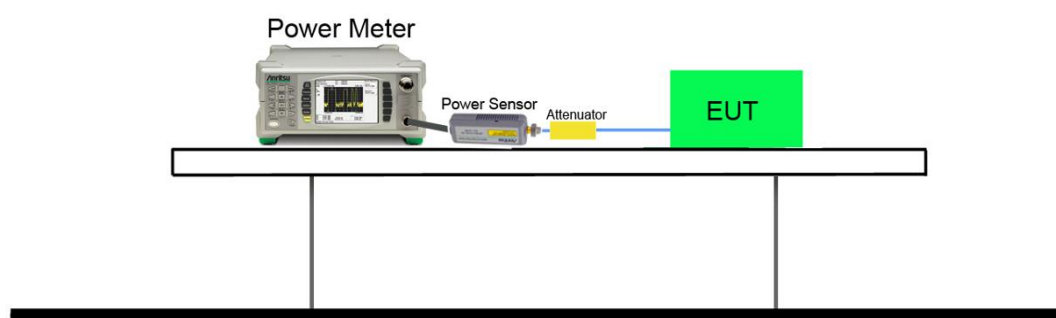 Power Meter
Anritsu
Power Sensor
Attenuator
EUT